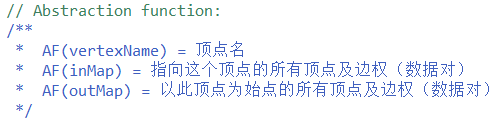 // Abstraction function:
/**
 *  AF(vertexName) = 顶点名
 *  AF(inMap) = 指向这个顶点的所有顶点及边权（数据对）
 *  AF(outMap) = 以此顶点为始点的所有顶点及边权（数据对）
 */